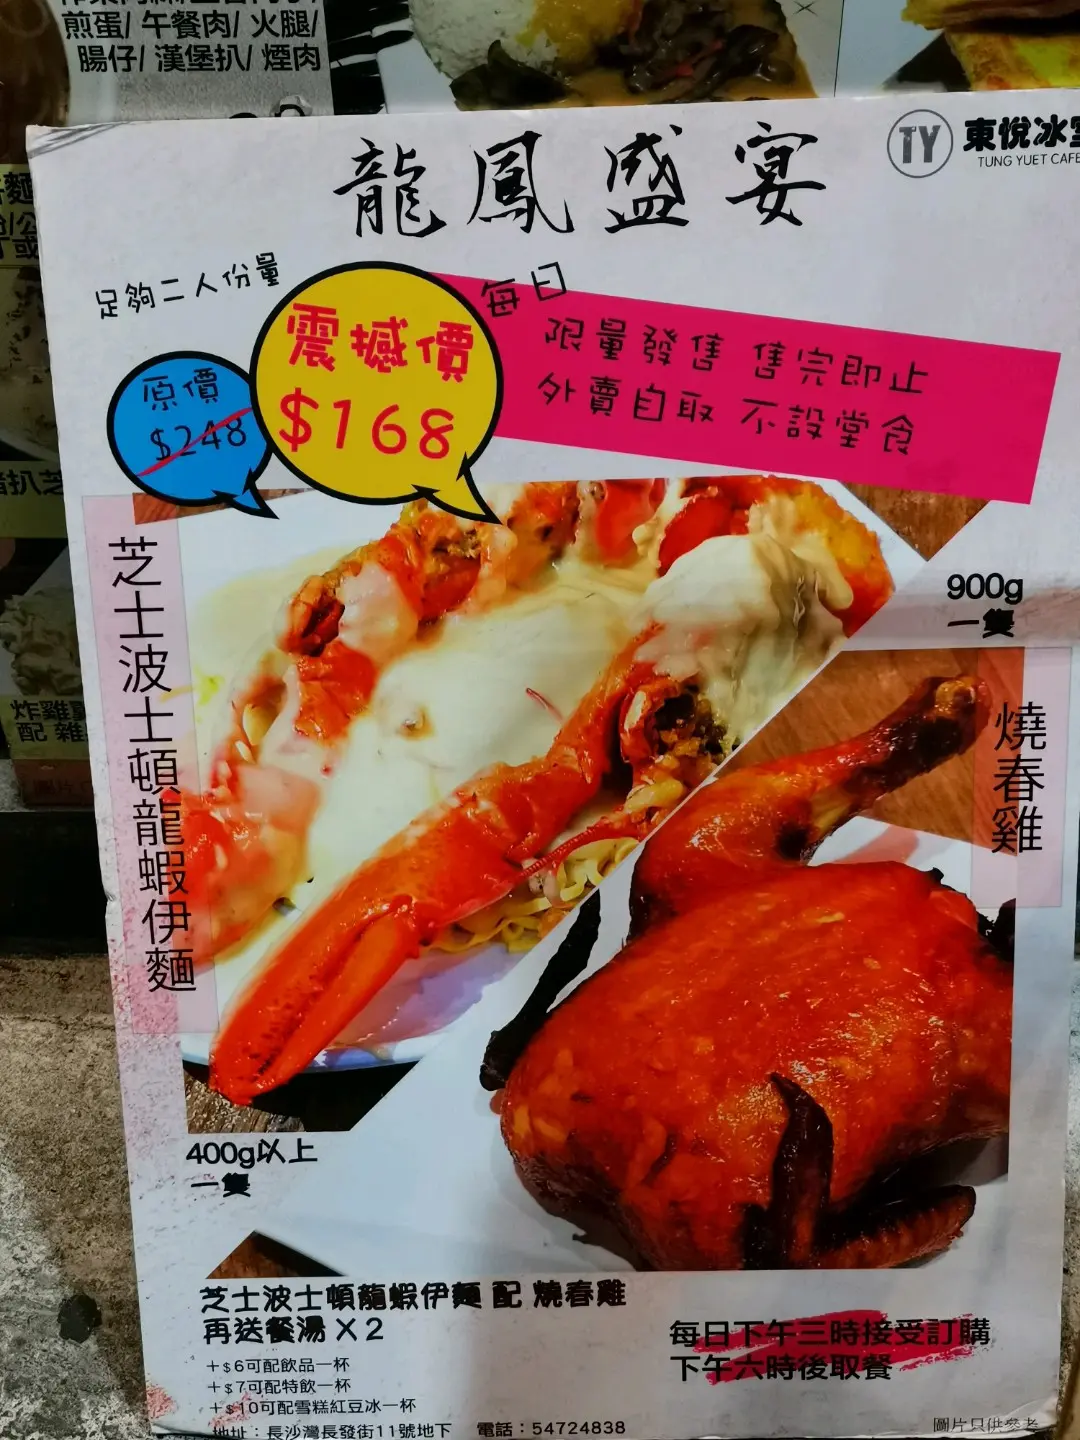 煎蛋/ 午餐肉/ 火腿/
腸仔/ 漢堡扒/ 煙肉
TY 東悅冰室
TUNG YUET CAFE
龍鳳盛宴
足夠二人份量
原價
$248
震撼價
$168
每日
限量發售 售完即止
外賣自取 不設堂食
芝士波士頓龍蝦伊麵
900g
一隻
燒春雞
400g以上
一隻
炸雞
配 雜
芝士波士頓龍蝦伊麵 配 燒春雞
再送餐湯 X 2
+$6可配飲品一杯
+$7可配特飲一杯
+$10可配雪糕紅豆冰一杯
每日下午三時接受訂購
下午六時後取餐
地址：長沙灣長發街11號地下 電話：54724838
圖片只供參考